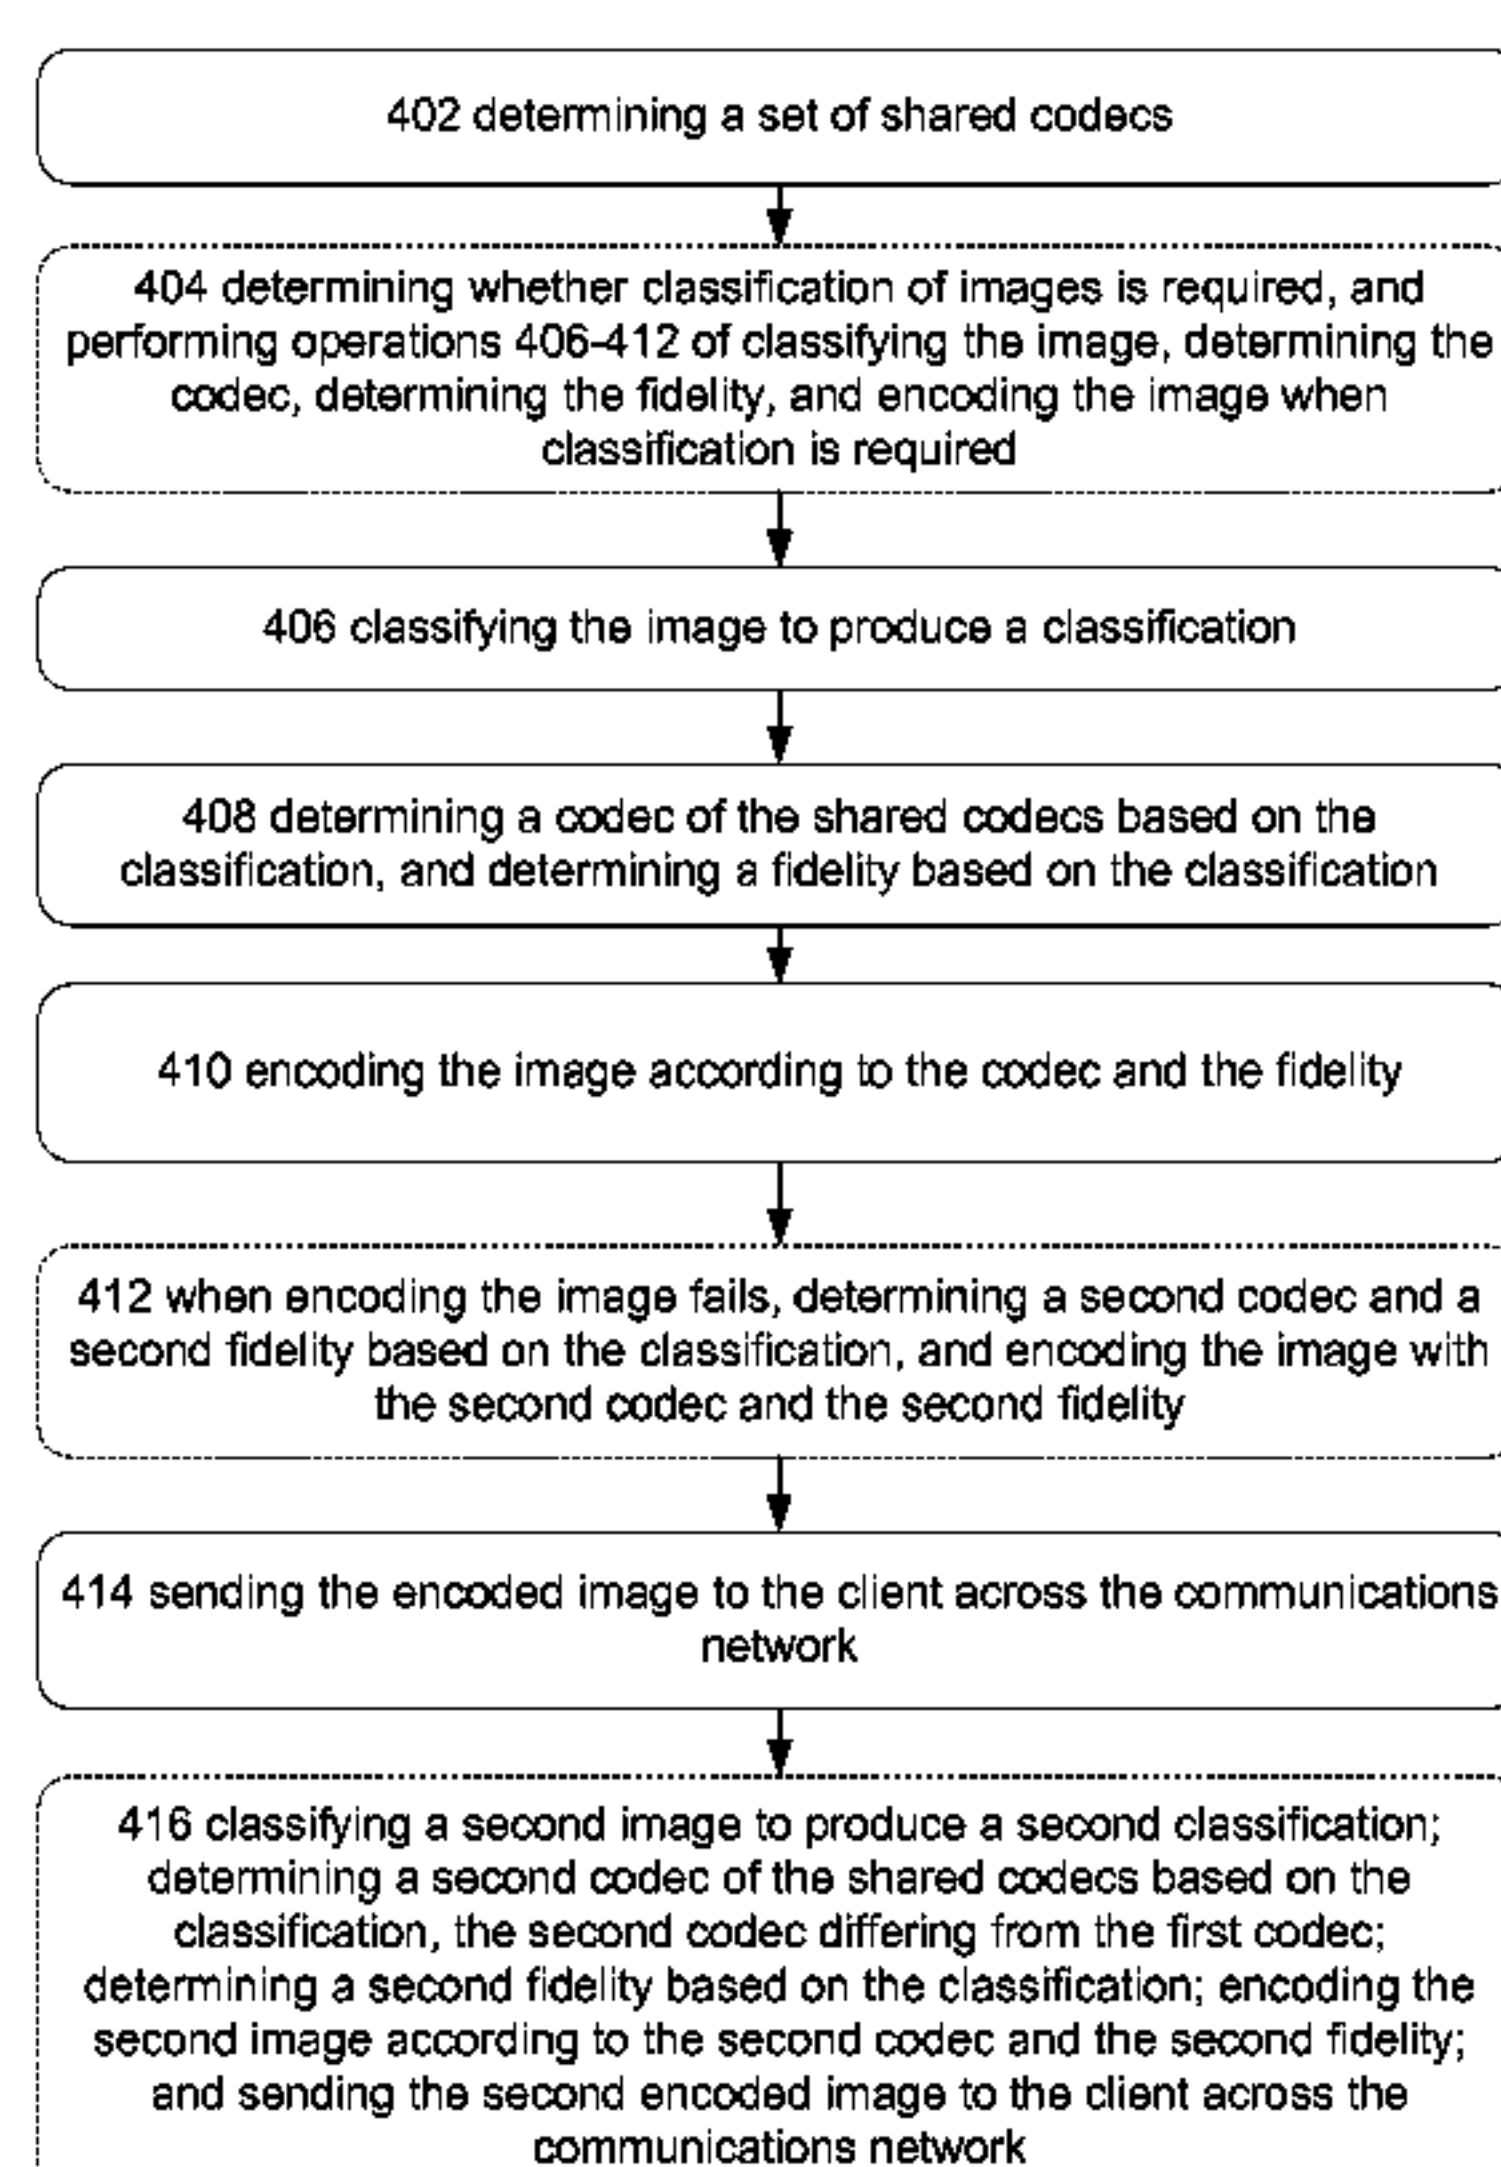 402 determining a set of shared codecs
404 determining whether classification of images is required, and
performing operations 406-412 of classifying the image, determining the
codec, determining the fidelity, and encoding the image when
classification is required
406 classifying the image to produce a classification
408 determining a codec of the shared codecs based on the
classification, and determining a fidelity based on the classification
410 encoding the image according to the codec and the fidelity
412 when encoding the image fails, determining a second codec and a
second fidelity based on the classification, and encoding the image with
the second codec and the second fidelity
414 sending the encoded image to the client across the communications
network
416 classifying a second image to produce a second classification;
determining a second codec of the shared codecs based on the
classification, the second codec differing from the first codec;
determining a second fidelity based on the classification; encoding the
second image according to the second codec and the second fidelity;
and sending the second encoded image to the client across the
communications network